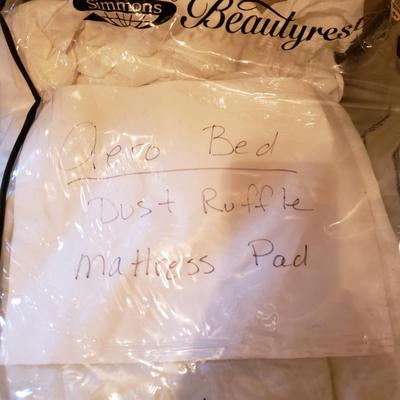 Simmons
Beautyrest
Aero Bed
Dust Ruffle
Mattress Pad